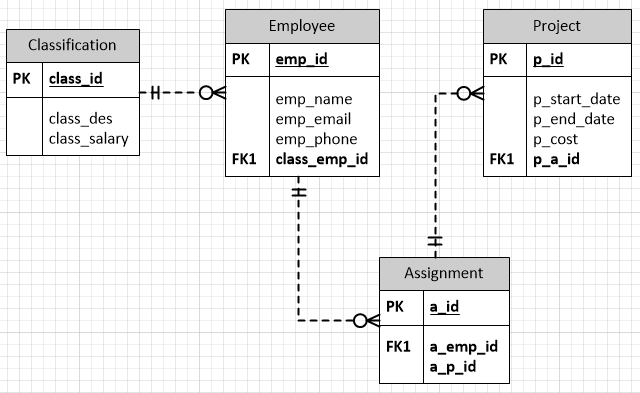 Classification
PK class_id
class_des
class_salary
Employee
PK emp_id
emp_name
emp_email
emp_phone
FK1 class_emp_id
Project
PK p_id
p_start_date
p_end_date
p_cost
FK1 p_a_id
Assignment
PK a_id
FK1 a_emp_id
a_p_id